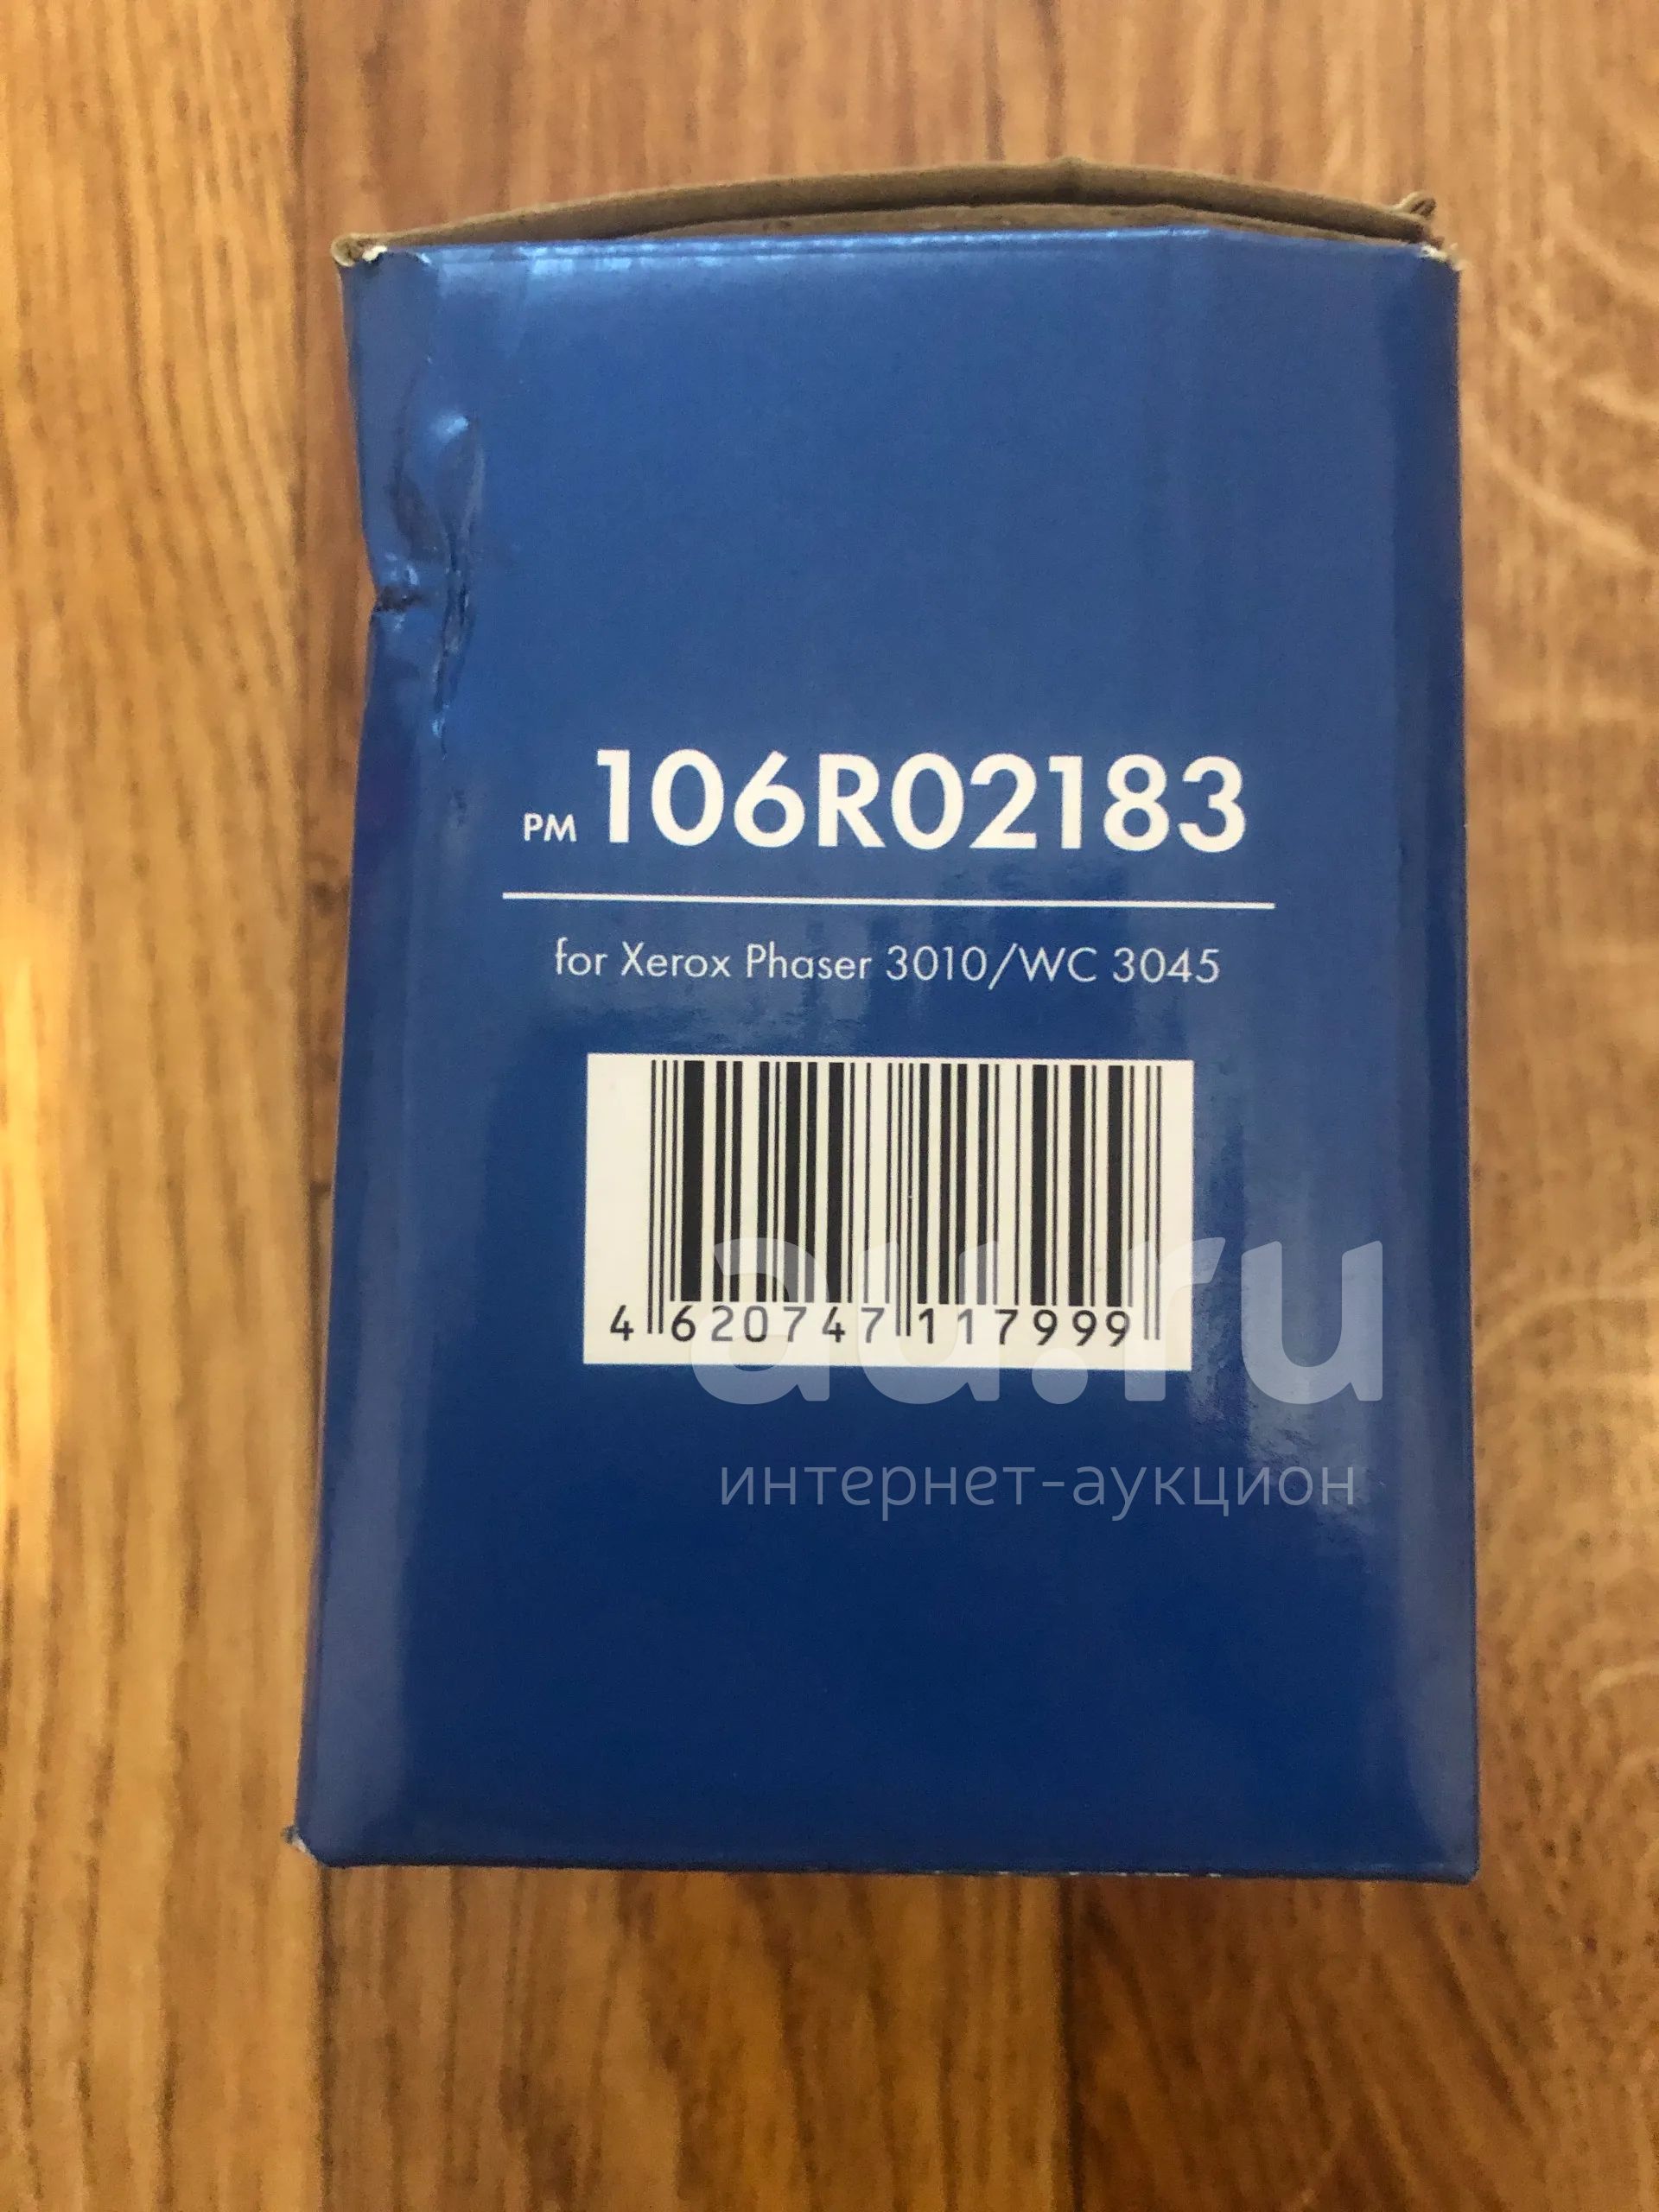 PM 106R02183
for Xerox Phaser 3010/WC 3045
4 620747 117999
au.ru
интернет-аукцион